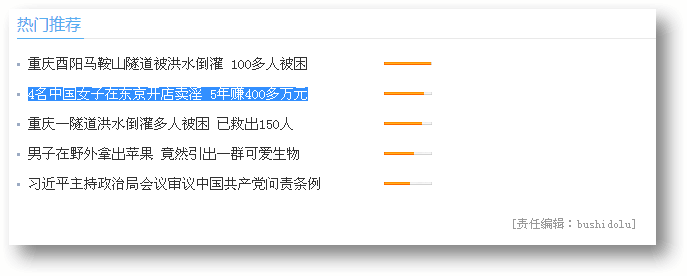 热门推荐
重庆酉阳马鞍山隧道被洪水倒灌 100多人被困
4名中国女子在东京开店卖淫 5年赚400多万元
重庆一隧道洪水倒灌多人被困 已救出150人
男子在野外拿出苹果 竟然引出一群可爱生物
习近平主持政治局会议审议中国共产党问责条例
[责任编辑：bushidolu]